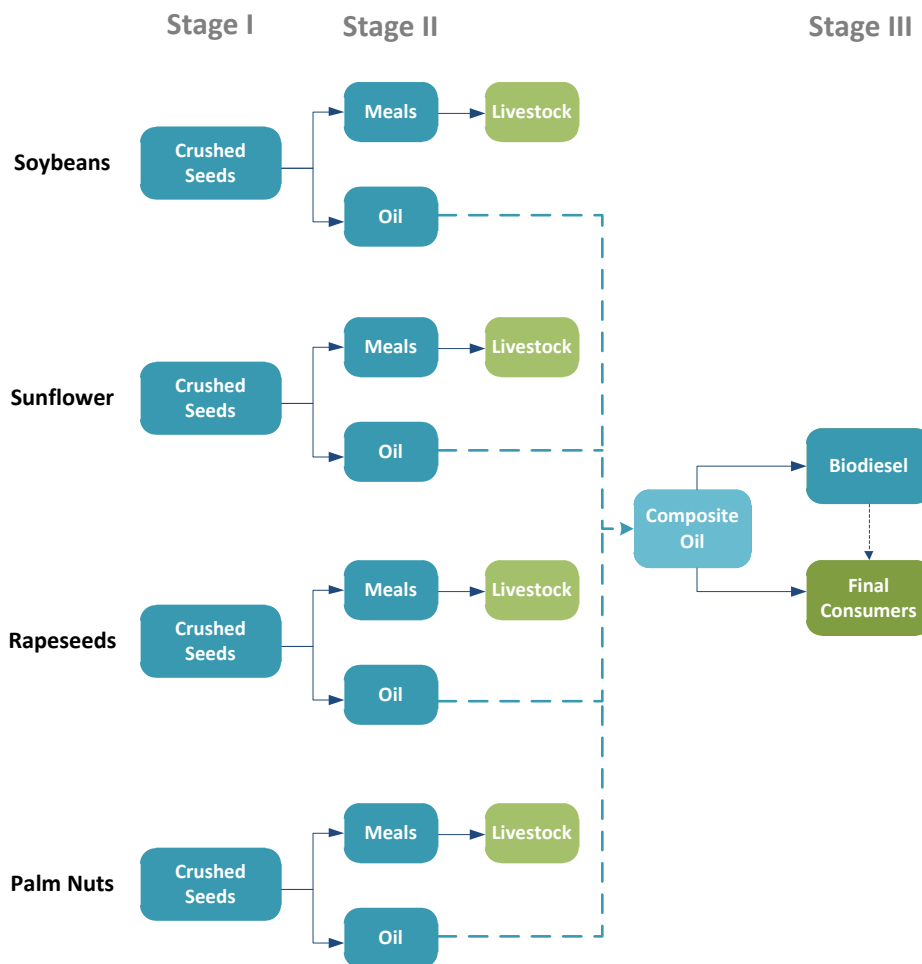 Stage I
Stage II
Stage III
Soybeans
Crushed
Seeds
Meals
Livestock
Oil
Sunflower
Crushed
Seeds
Meals
Livestock
Oil
Composite
Oil
Biodiesel
Final
Consumers
Rapeseeds
Crushed
Seeds
Meals
Livestock
Oil
Palm Nuts
Crushed
Seeds
Meals
Livestock
Oil